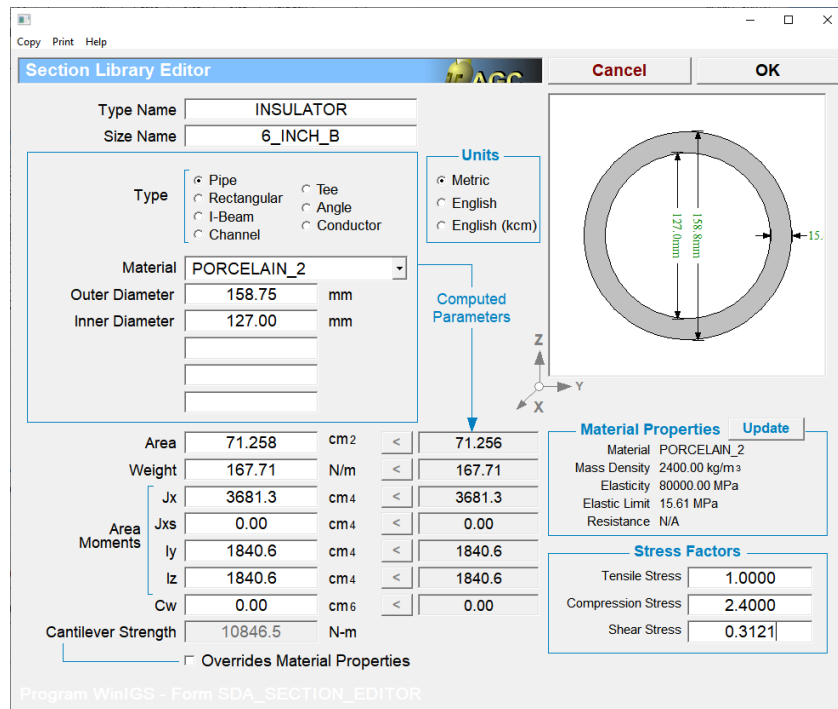 Copy Print Help
Section Library Editor
AGC
Cancel
OK
Type Name INSULATOR
Size Name 6_INCH_B
Type
Pipe
Rectangular
I-Beam
Channel
Tee
Angle
Conductor
Units
Metric
English
English (kcm)
Material PORCELAIN_2
Outer Diameter 158.75 mm
Inner Diameter 127.00 mm
Computed
Parameters
127.0mm
158.8mm
15.
Z
Y
X
Area 71.258 cm2 < 71.256
Weight 167.71 N/m < 167.71
Area
Moments
Jx 3681.3 cm4 < 3681.3
Jxs 0.00 cm4 < 0.00
Iy 1840.6 cm4 < 1840.6
Iz 1840.6 cm4 < 1840.6
Cw 0.00 cm6 < 0.00
Cantilever Strength 10846.5 N-m
Overrides Material Properties
Material Properties Update
Material PORCELAIN_2
Mass Density 2400.00 kg/m3
Elasticity 80000.00 MPa
Elastic Limit 15.61 MPa
Resistance N/A
Stress Factors
Tensile Stress 1.0000
Compression Stress 2.4000
Shear Stress 0.3121
Program WinIGS - Form SDA_SECTION_EDITOR